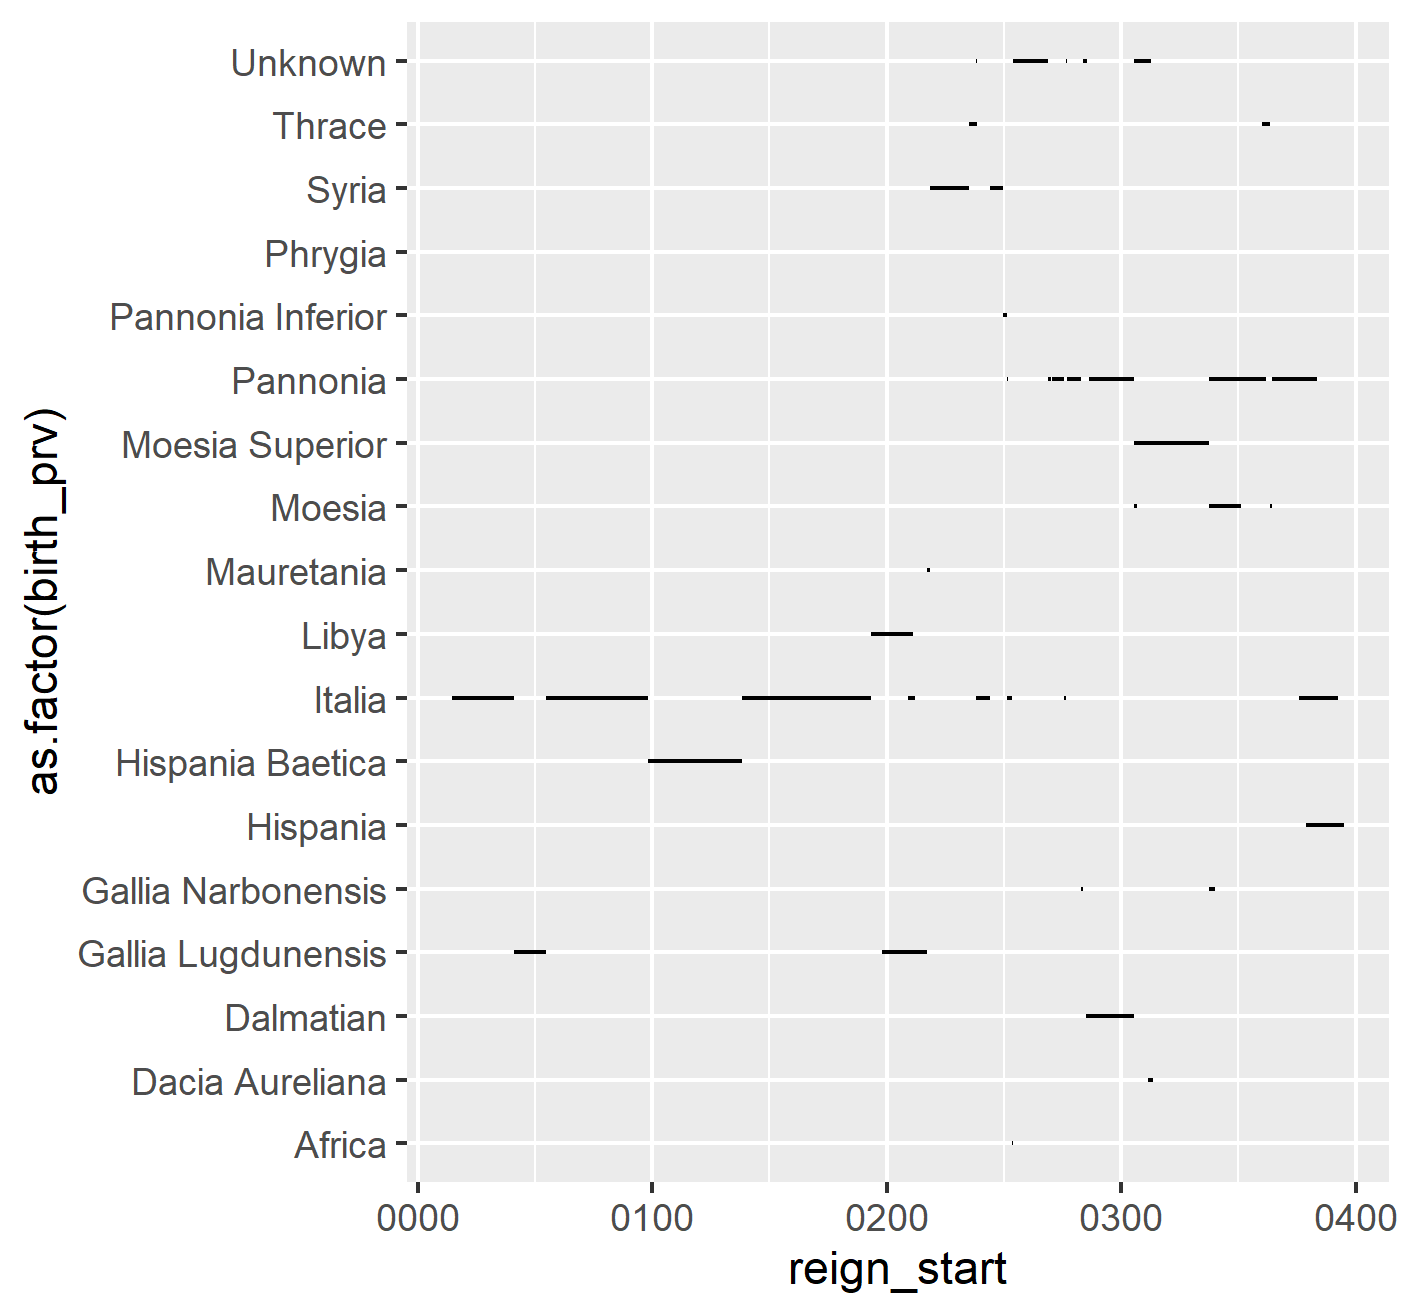 Unknown
Thrace
Syria
Phrygia
Pannonia Inferior
Pannonia
Moesia Superior
Moesia
Mauretania
Libya
Italia
Hispania Baetica
Hispania
Gallia Narbonensis
Gallia Lugdunensis
Dalmatian
Dacia Aureliana
Africa
as.factor(birth_prv)
0000 0100 0200 0300 0400
reign_start